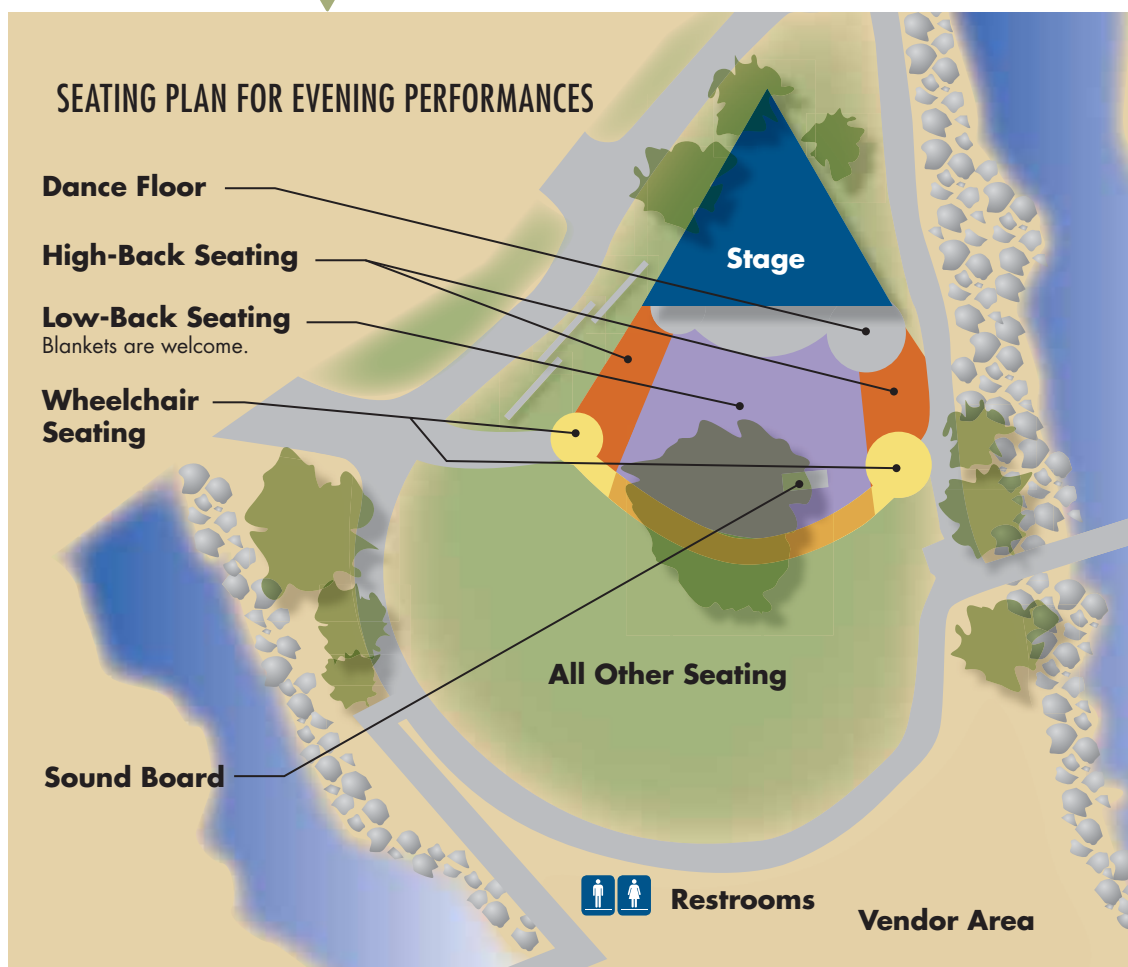 SEATING PLAN FOR EVENING PERFORMANCES
Dance Floor
High-Back Seating
Stage
Low-Back Seating
Blankets are welcome.
Wheelchair
Seating
All Other Seating
Sound Board
Restrooms
Vendor Area